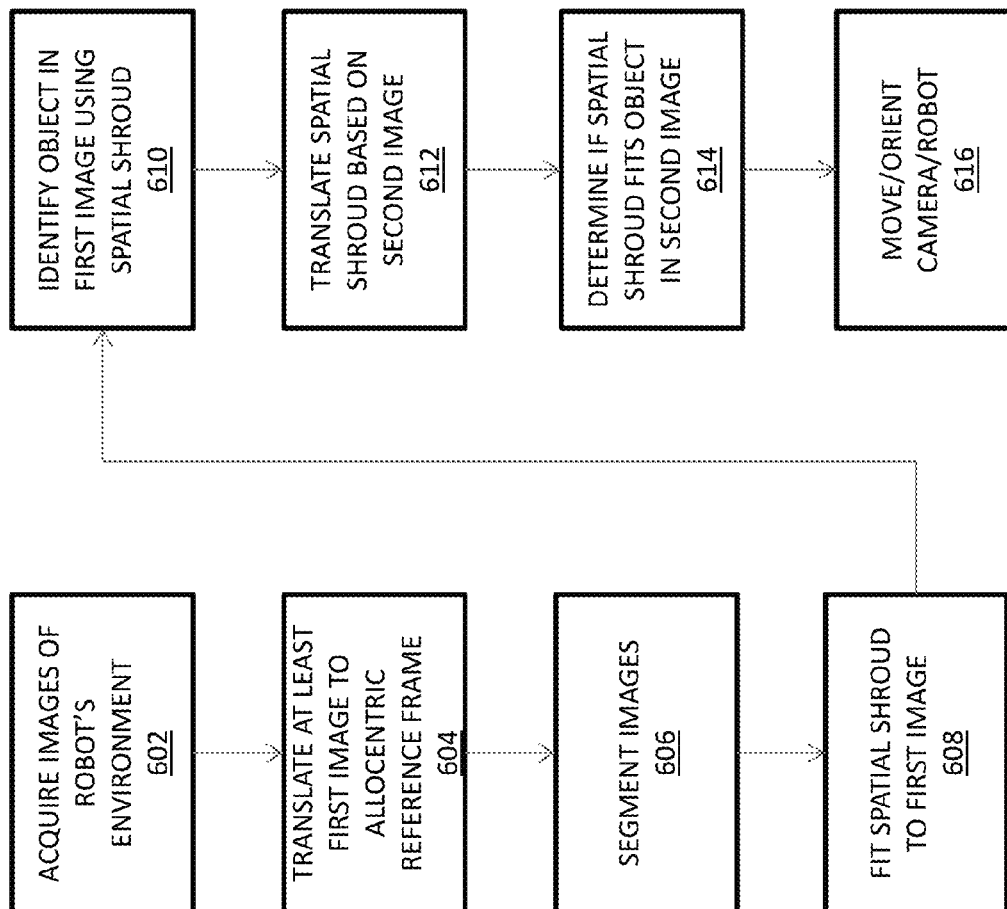 ACQUIRE IMAGES OF
ROBOT'S
ENVIRONMENT
602
TRANSLATE AT LEAST
FIRST IMAGE TO
ALLOCENTRIC
REFERENCE FRAME
604
SEGMENT IMAGES
606
FIT SPATIAL SHROUD
TO FIRST IMAGE
608
IDENTIFY OBJECT IN
FIRST IMAGE USING
SPATIAL SHROUD
610
TRANSLATE SPATIAL
SHROUD BASED ON
SECOND IMAGE
612
DETERMINE IF SPATIAL
SHROUD FITS OBJECT
IN SECOND IMAGE
614
MOVE/ORIENT
CAMERA/ROBOT
616